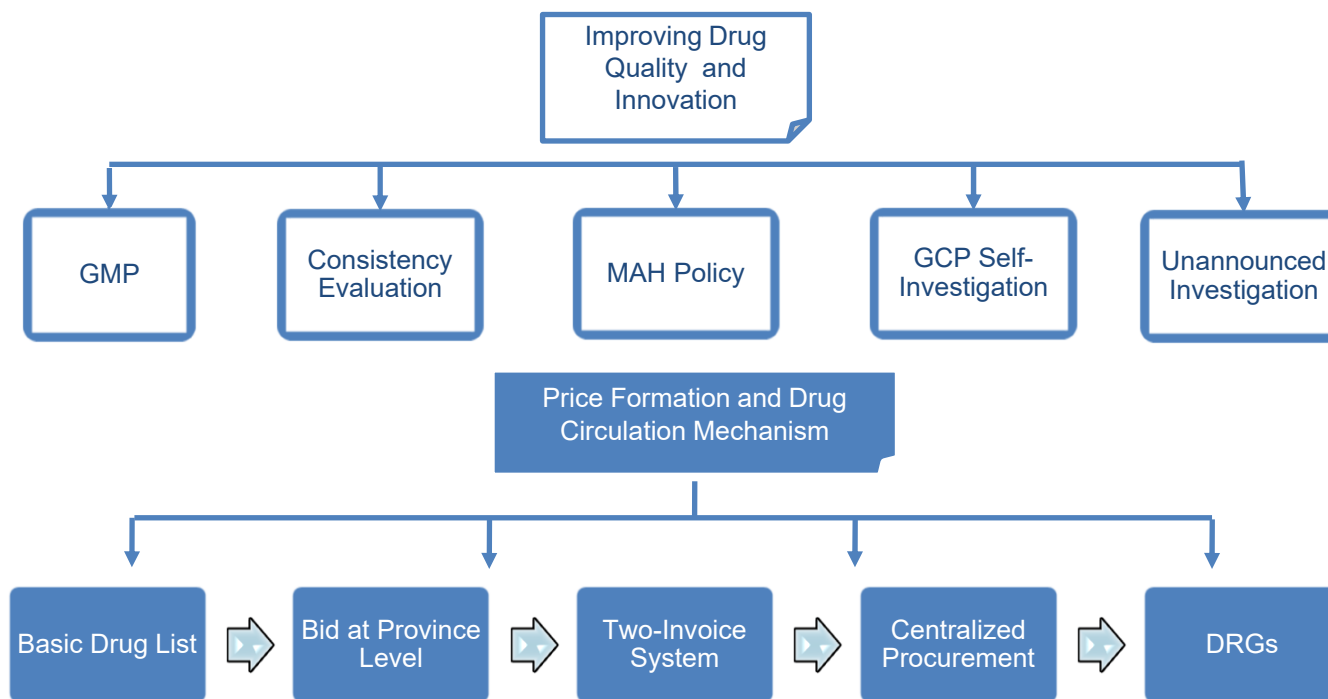 Improving Drug
Quality and
Innovation
GMP
Consistency
Evaluation
MAH Policy
GCP Self-
Investigation
Unannounced
Investigation
Price Formation and Drug
Circulation Mechanism
Basic Drug List
Bid at Province
Level
Two-Invoice
System
Centralized
Procurement
DRGs